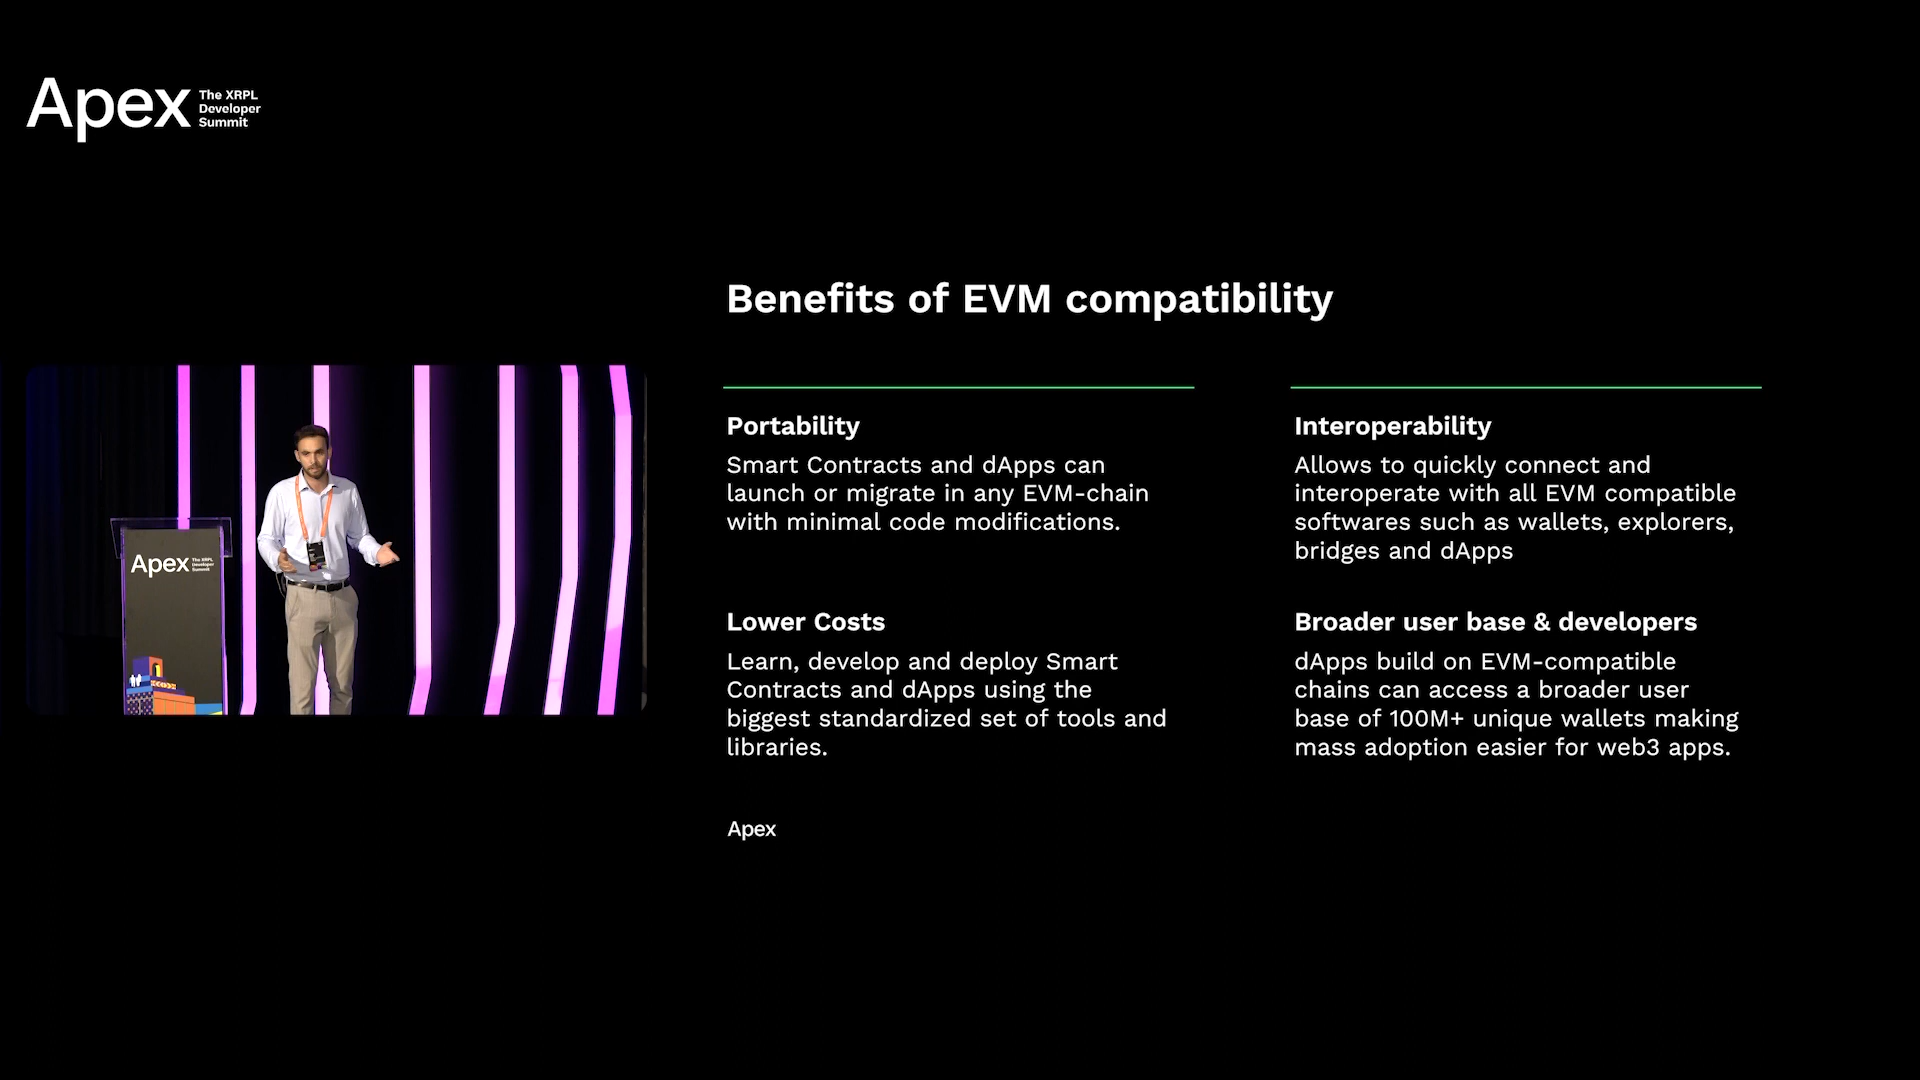 Apex
The XRPL
Developer
Summit
Benefits of EVM compatibility
Portability
Smart Contracts and dApps can
launch or migrate in any EVM-chain
with minimal code modifications.
Interoperability
Allows to quickly connect and
interoperate with all EVM compatible
softwares such as wallets, explorers,
bridges and dApps
Lower Costs
Learn, develop and deploy Smart
Contracts and dApps using the
biggest standardized set of tools and
libraries.
Broader user base & developers
dApps build on EVM-compatible
chains can access a broader user
base of 100M+ unique wallets making
mass adoption easier for web3 apps.
Apex
Apex
The XRPL
Developer
Summit